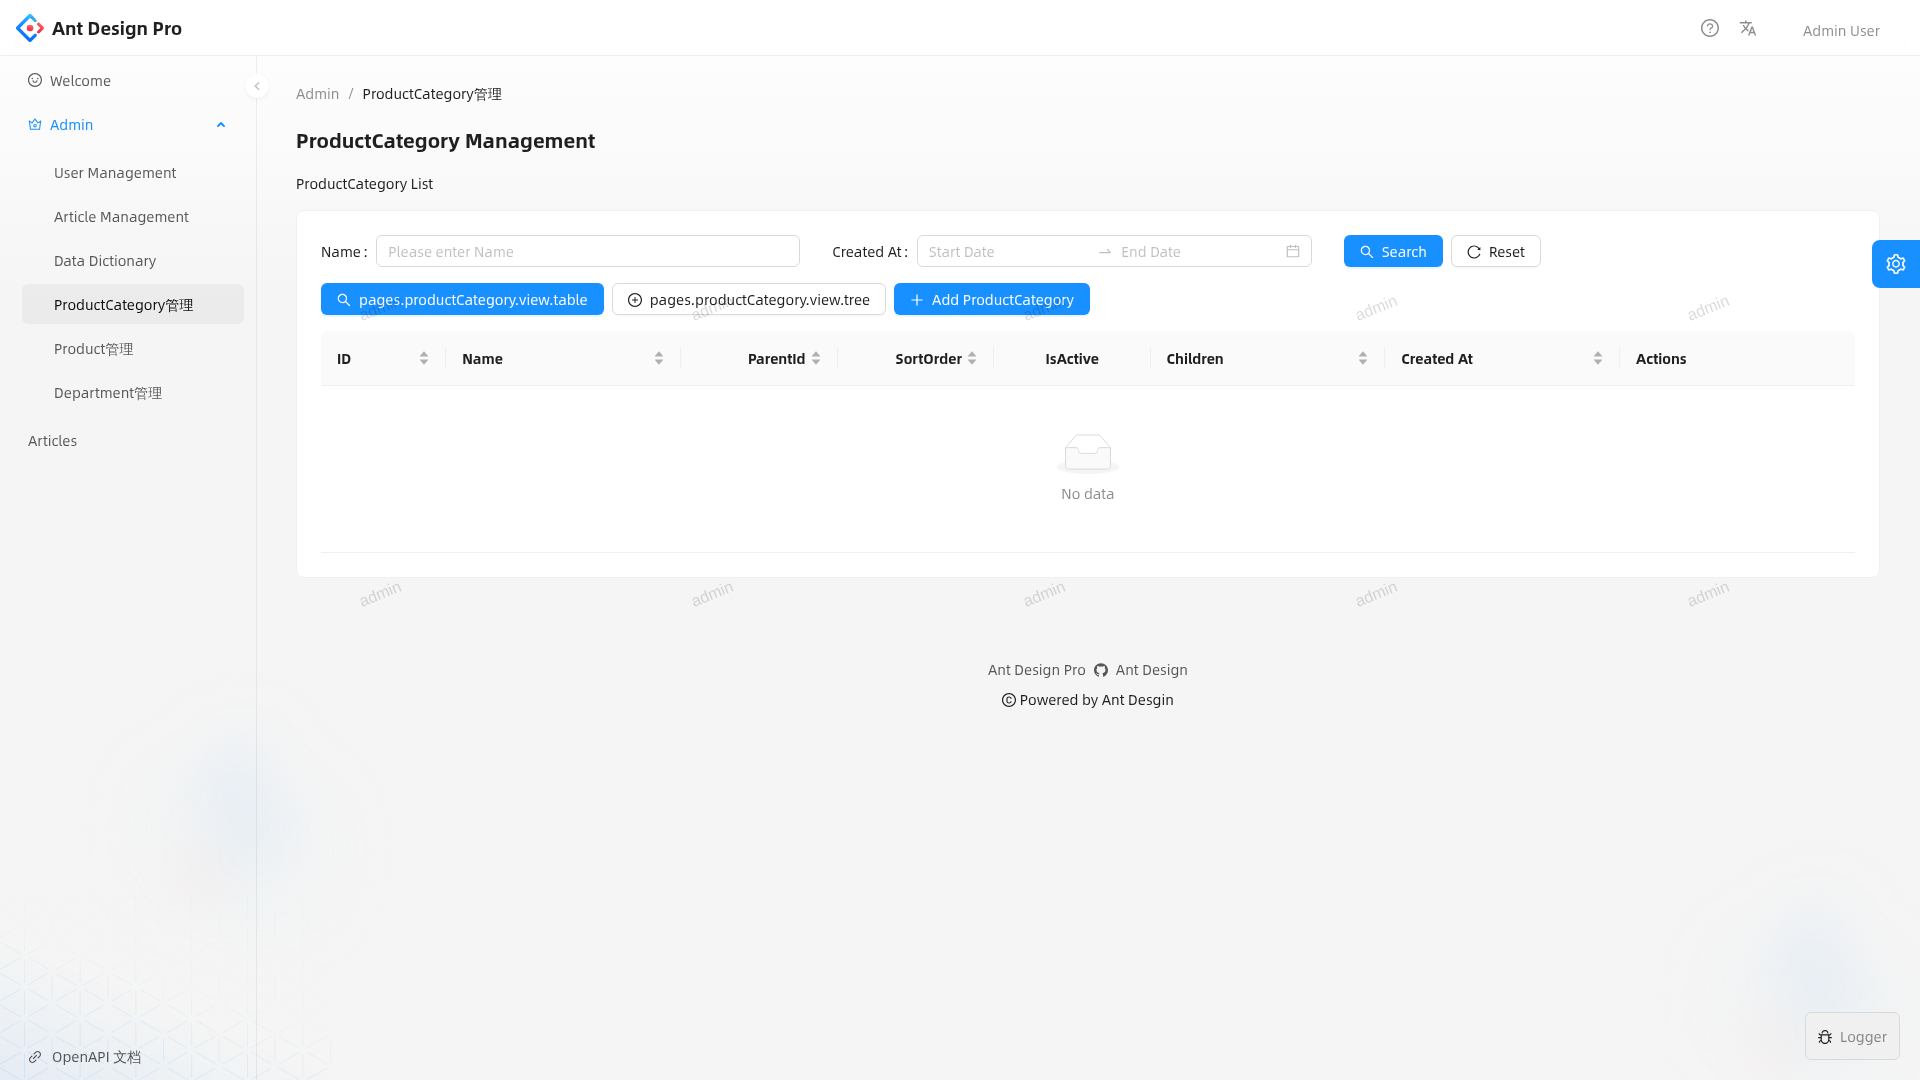 Ant Design Pro
Admin User
Welcome
Admin
User Management
Article Management
Data Dictionary
ProductCategory管理
Product管理
Department管理
Articles
OpenAPI 文档
Admin / ProductCategory管理
ProductCategory Management
ProductCategory List
Name : Please enter Name Created At : Start Date End Date Search Reset
pages.productCategory.view.table pages.productCategory.view.tree Add ProductCategory
admin admin admin admin admin
ID Name ParentId SortOrder IsActive Children Created At Actions
No data
admin admin admin admin admin
Ant Design Pro Ant Design
Powered by Ant Desgin
Logger